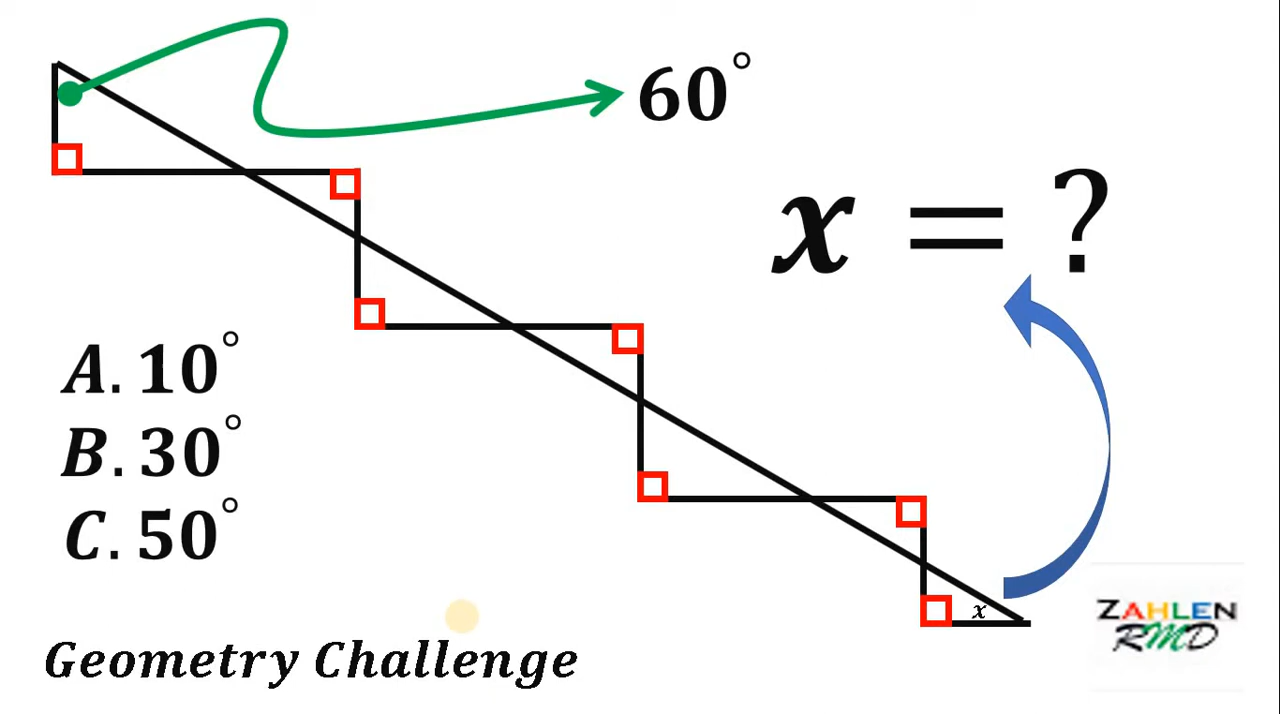 60°
x = ?
A. 10°
B. 30°
C. 50°
x
Geometry Challenge
ZAHLEN
RMD